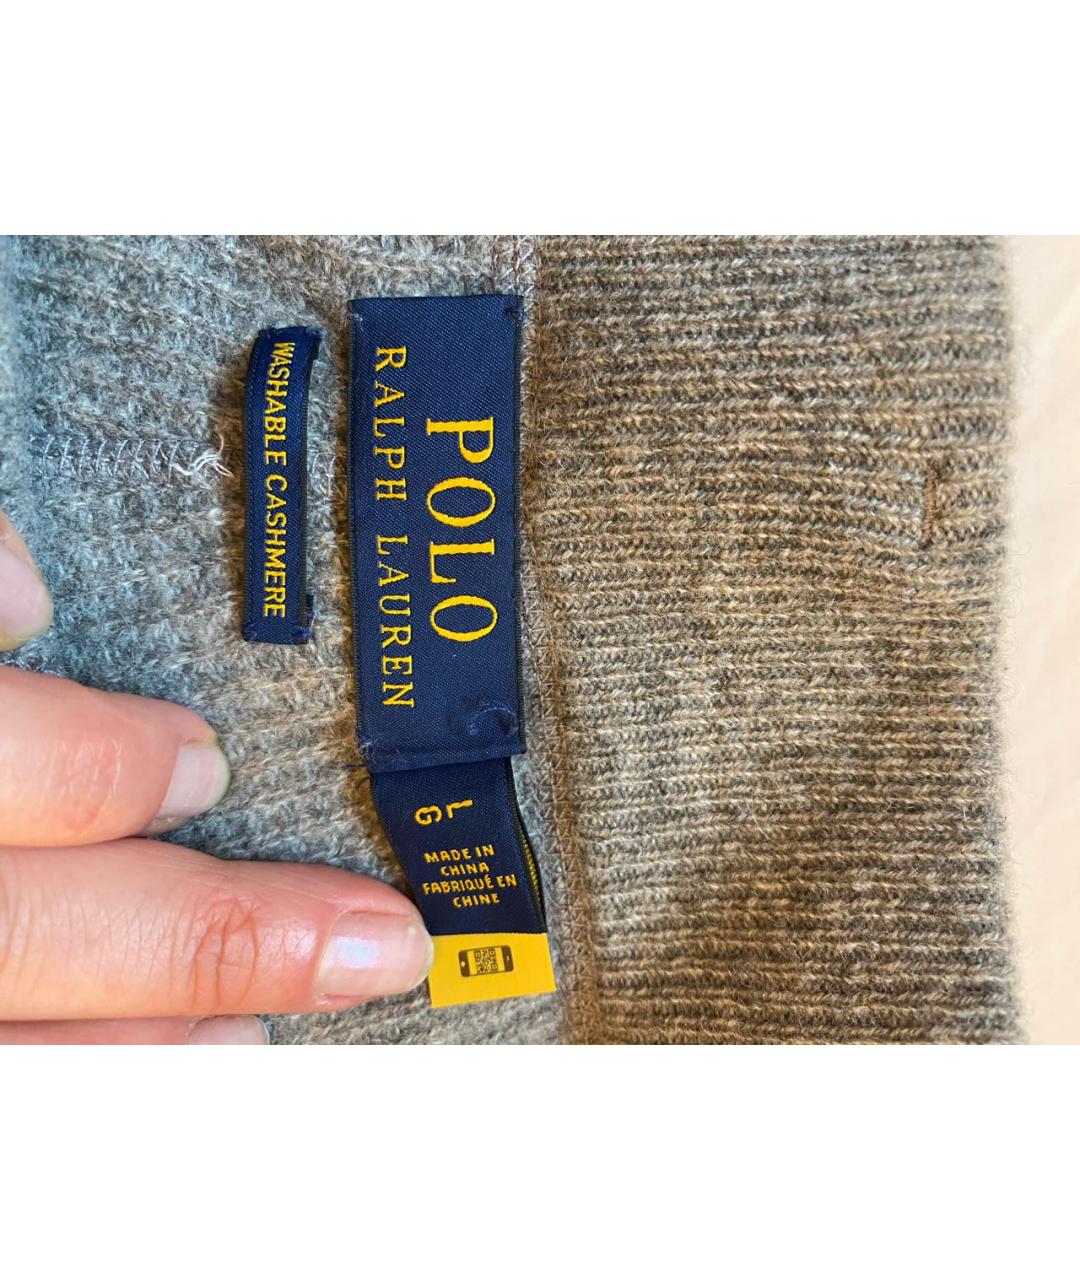 POLO
RALPH LAUREN
WASHABLE CASHMERE
L
G
MADE IN
CHINA
FABRIQUÉ EN
CHINE